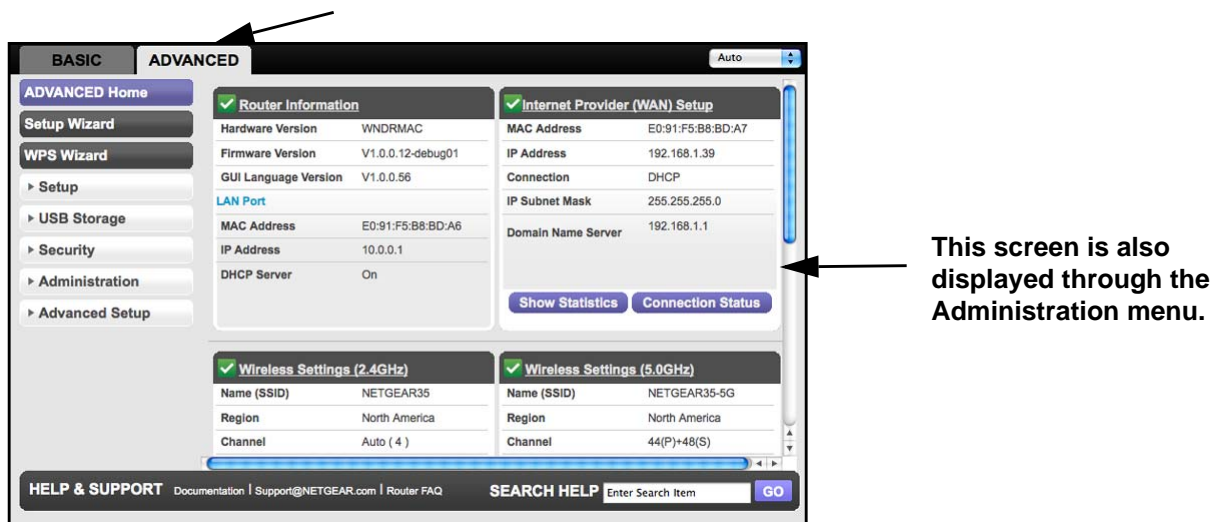 BASIC ADVANCED Auto
ADVANCED Home
Setup Wizard
WPS Wizard
Setup
USB Storage
Security
Administration
Advanced Setup
Router Information
Hardware Version WNDRMAC
Firmware Version V1.0.0.12-debug01
GUI Language Version V1.0.0.56
LAN Port
MAC Address E0:91:F5:B8:BD:A6
IP Address 10.0.0.1
DHCP Server On
Internet Provider (WAN) Setup
MAC Address E0:91:F5:B8:BD:A7
IP Address 192.168.1.39
Connection DHCP
IP Subnet Mask 255.255.255.0
Domain Name Server 192.168.1.1
Show Statistics Connection Status
Wireless Settings (2.4GHz)
Name (SSID) NETGEAR35
Region North America
Channel Auto ( 4 )
Wireless Settings (5.0GHz)
Name (SSID) NETGEAR35-5G
Region North America
Channel 44(P)+48(S)
HELP & SUPPORT Documentation | Support@NETGEAR.com | Router FAQ SEARCH HELP Enter Search Item GO
This screen is also
displayed through the
Administration menu.